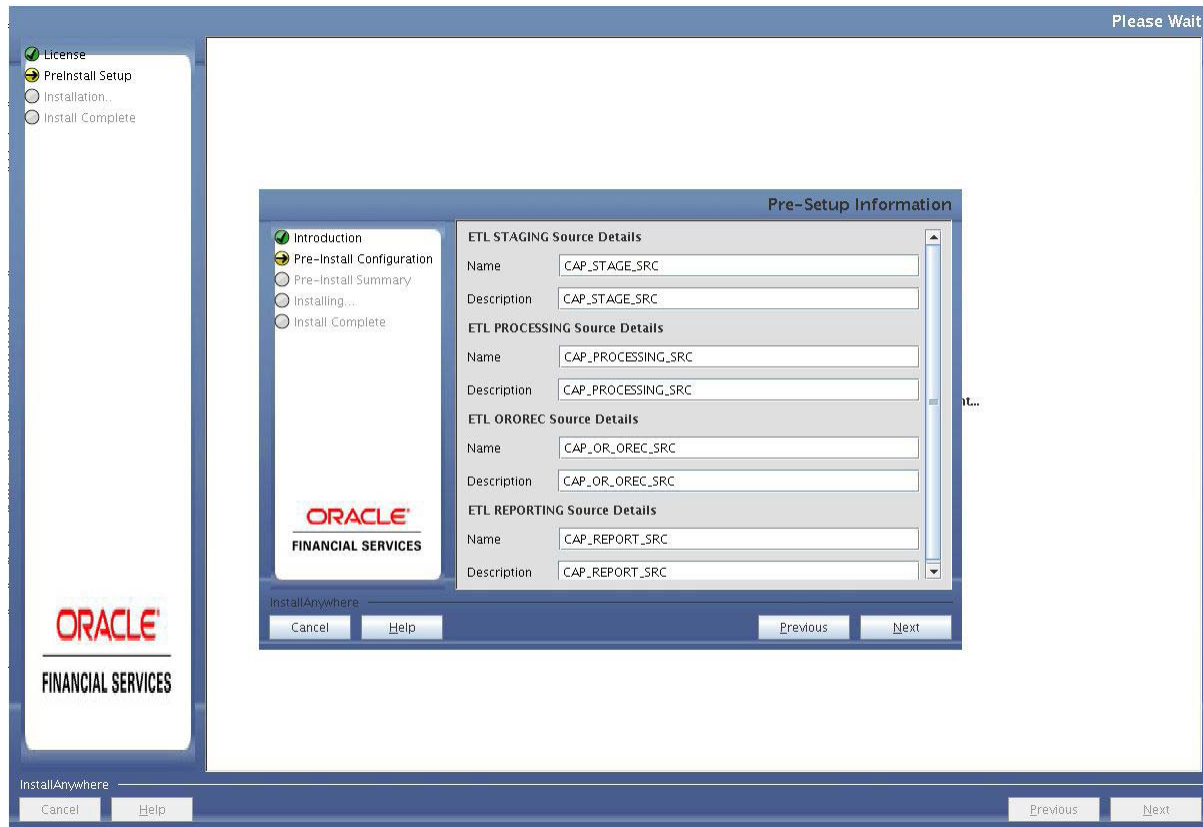 Please Wait
License
PreInstall Setup
Installation..
Install Complete
Pre-Setup Information
Introduction
Pre-Install Configuration
Pre-Install Summary
Installing...
Install Complete
ETL STAGING Source Details
Name CAP_STAGE_SRC
Description CAP_STAGE_SRC
ETL PROCESSING Source Details
Name CAP_PROCESSING_SRC
Description CAP_PROCESSING_SRC
ETL OROREC Source Details
Name CAP_OR_OREC_SRC
Description CAP_OR_OREC_SRC
ETL REPORTING Source Details
Name CAP_REPORT_SRC
Description CAP_REPORT_SRC
ORACLE
FINANCIAL SERVICES
InstallAnywhere
Cancel Help Previous Next
ORACLE
FINANCIAL SERVICES
InstallAnywhere
Cancel Help Previous Next